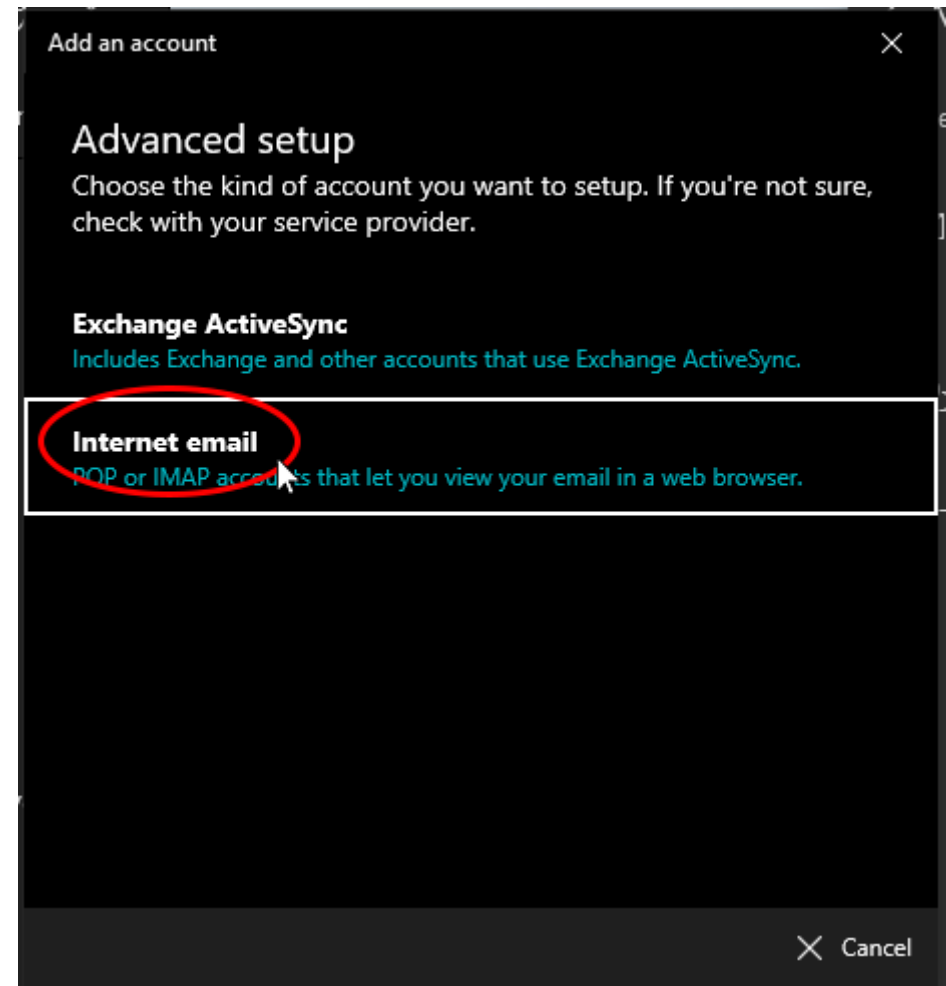 Add an account
Advanced setup
Choose the kind of account you want to setup. If you're not sure,
check with your service provider.
Exchange ActiveSync
Includes Exchange and other accounts that use Exchange ActiveSync.
Internet email
POP or IMAP accounts that let you view your email in a web browser.
Cancel